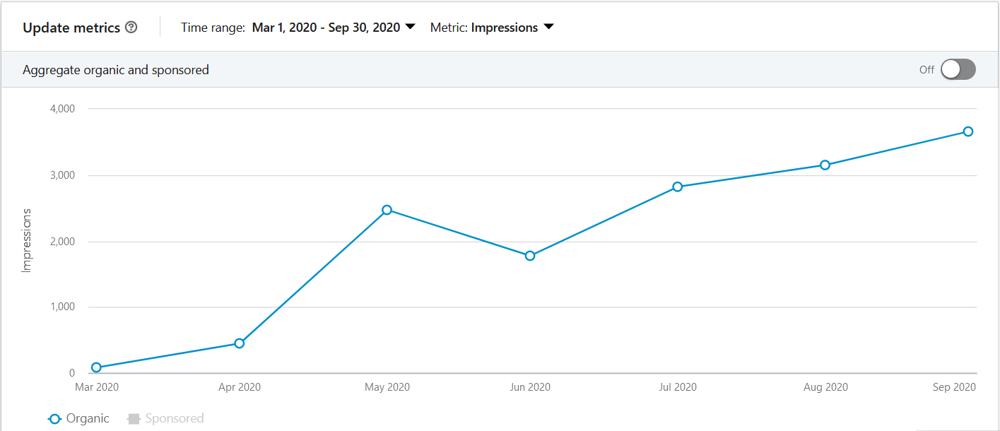 Update metrics ? Time range: Mar 1, 2020 - Sep 30, 2020 Metric: Impressions
Aggregate organic and sponsored Off
4,000
3,000
2,000
1,000
0
Impressions
Mar 2020 Apr 2020 May 2020 Jun 2020 Jul 2020 Aug 2020 Sep 2020
Organic Sponsored